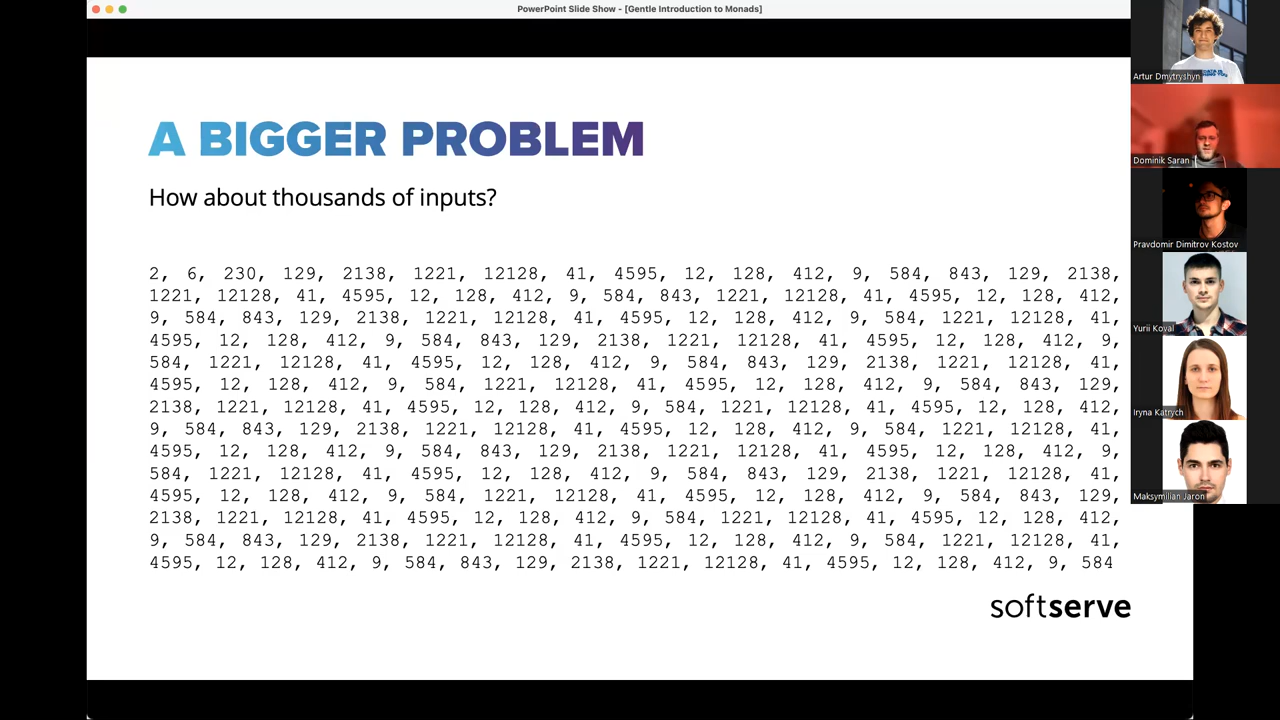 PowerPoint Slide Show - [Gentle Introduction to Monads]
A BIGGER PROBLEM
How about thousands of inputs?
2, 6, 230, 129, 2138, 1221, 12128, 41, 4595, 12, 128, 412, 9, 584, 843, 129, 2138,
1221, 12128, 41, 4595, 12, 128, 412, 9, 584, 843, 1221, 12128, 41, 4595, 12, 128, 412,
9, 584, 843, 129, 2138, 1221, 12128, 41, 4595, 12, 128, 412, 9, 584, 1221, 12128, 41,
4595, 12, 128, 412, 9, 584, 843, 129, 2138, 1221, 12128, 41, 4595, 12, 128, 412, 9,
584, 1221, 12128, 41, 4595, 12, 128, 412, 9, 584, 843, 129, 2138, 1221, 12128, 41,
4595, 12, 128, 412, 9, 584, 1221, 12128, 41, 4595, 12, 128, 412, 9, 584, 843, 129,
2138, 1221, 12128, 41, 4595, 12, 128, 412, 9, 584, 1221, 12128, 41, 4595, 12, 128, 412,
9, 584, 843, 129, 2138, 1221, 12128, 41, 4595, 12, 128, 412, 9, 584, 1221, 12128, 41,
4595, 12, 128, 412, 9, 584, 843, 129, 2138, 1221, 12128, 41, 4595, 12, 128, 412, 9,
584, 1221, 12128, 41, 4595, 12, 128, 412, 9, 584, 843, 129, 2138, 1221, 12128, 41,
4595, 12, 128, 412, 9, 584, 1221, 12128, 41, 4595, 12, 128, 412, 9, 584, 843, 129,
2138, 1221, 12128, 41, 4595, 12, 128, 412, 9, 584, 1221, 12128, 41, 4595, 12, 128, 412,
9, 584, 843, 129, 2138, 1221, 12128, 41, 4595, 12, 128, 412, 9, 584, 1221, 12128, 41,
4595, 12, 128, 412, 9, 584, 843, 129, 2138, 1221, 12128, 41, 4595, 12, 128, 412, 9, 584
softserve
Artur Dmytryshyn
Dominik Saran
Pravdomir Dimitrov Kostov
Yurii Koval
Iryna Katrych
Maksymilian Jaron